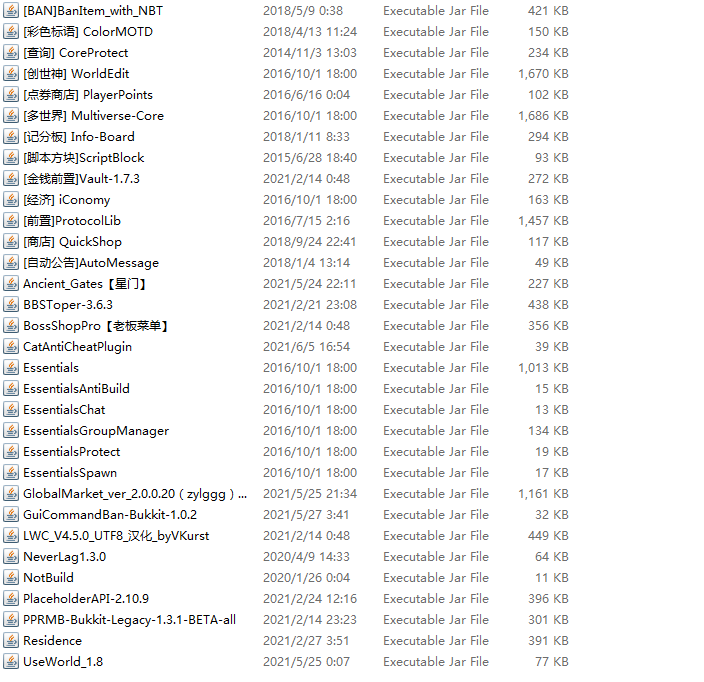 [BAN]BanItem_with_NBT 2018/5/9 0:38 Executable Jar File 421 KB
[彩色标语] ColorMOTD 2018/4/13 11:24 Executable Jar File 150 KB
[查询] CoreProtect 2014/11/3 13:03 Executable Jar File 234 KB
[创世神] WorldEdit 2016/10/1 18:00 Executable Jar File 1,670 KB
[点券商店] PlayerPoints 2016/6/16 0:04 Executable Jar File 102 KB
[多世界] Multiverse-Core 2016/10/1 18:00 Executable Jar File 1,686 KB
[记分板] Info-Board 2018/1/11 8:33 Executable Jar File 294 KB
[脚本方块]ScriptBlock 2015/6/28 18:40 Executable Jar File 93 KB
[金钱前置]Vault-1.7.3 2021/2/14 0:48 Executable Jar File 272 KB
[经济] iConomy 2016/10/1 18:00 Executable Jar File 163 KB
[前置]ProtocolLib 2016/7/15 2:16 Executable Jar File 1,457 KB
[商店] QuickShop 2018/9/24 22:41 Executable Jar File 117 KB
[自动公告]AutoMessage 2018/1/4 13:14 Executable Jar File 49 KB
Ancient_Gates【星门】 2021/5/24 22:11 Executable Jar File 227 KB
BBSToper-3.6.3 2021/2/21 23:08 Executable Jar File 438 KB
BossShopPro【老板菜单】 2021/2/14 0:48 Executable Jar File 356 KB
CatAntiCheatPlugin 2021/6/5 16:54 Executable Jar File 39 KB
Essentials 2016/10/1 18:00 Executable Jar File 1,013 KB
EssentialsAntiBuild 2016/10/1 18:00 Executable Jar File 15 KB
EssentialsChat 2016/10/1 18:00 Executable Jar File 13 KB
EssentialsGroupManager 2016/10/1 18:00 Executable Jar File 134 KB
EssentialsProtect 2016/10/1 18:00 Executable Jar File 19 KB
EssentialsSpawn 2016/10/1 18:00 Executable Jar File 17 KB
GlobalMarket_ver_2.0.0.20（zylggg）... 2021/5/25 21:34 Executable Jar File 1,161 KB
GuiCommandBan-Bukkit-1.0.2 2021/5/27 3:41 Executable Jar File 32 KB
LWC_V4.5.0_UTF8_汉化_byVKurst 2021/2/14 0:48 Executable Jar File 449 KB
NeverLag1.3.0 2020/4/9 14:33 Executable Jar File 64 KB
NotBuild 2020/1/26 0:04 Executable Jar File 11 KB
PlaceholderAPI-2.10.9 2021/2/24 12:16 Executable Jar File 396 KB
PPRMB-Bukkit-Legacy-1.3.1-BETA-all 2021/2/14 23:23 Executable Jar File 301 KB
Residence 2021/2/27 3:51 Executable Jar File 391 KB
UseWorld_1.8 2021/5/25 0:07 Executable Jar File 77 KB